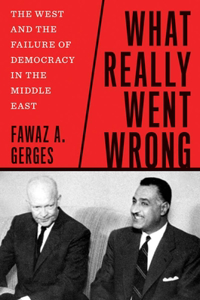 THE WEST AND THE
FAILURE OF
DEMOCRACY IN
THE MIDDLE
EAST
FAWAZ A.
GERGES
WHAT
REALLY
WENT
WRONG